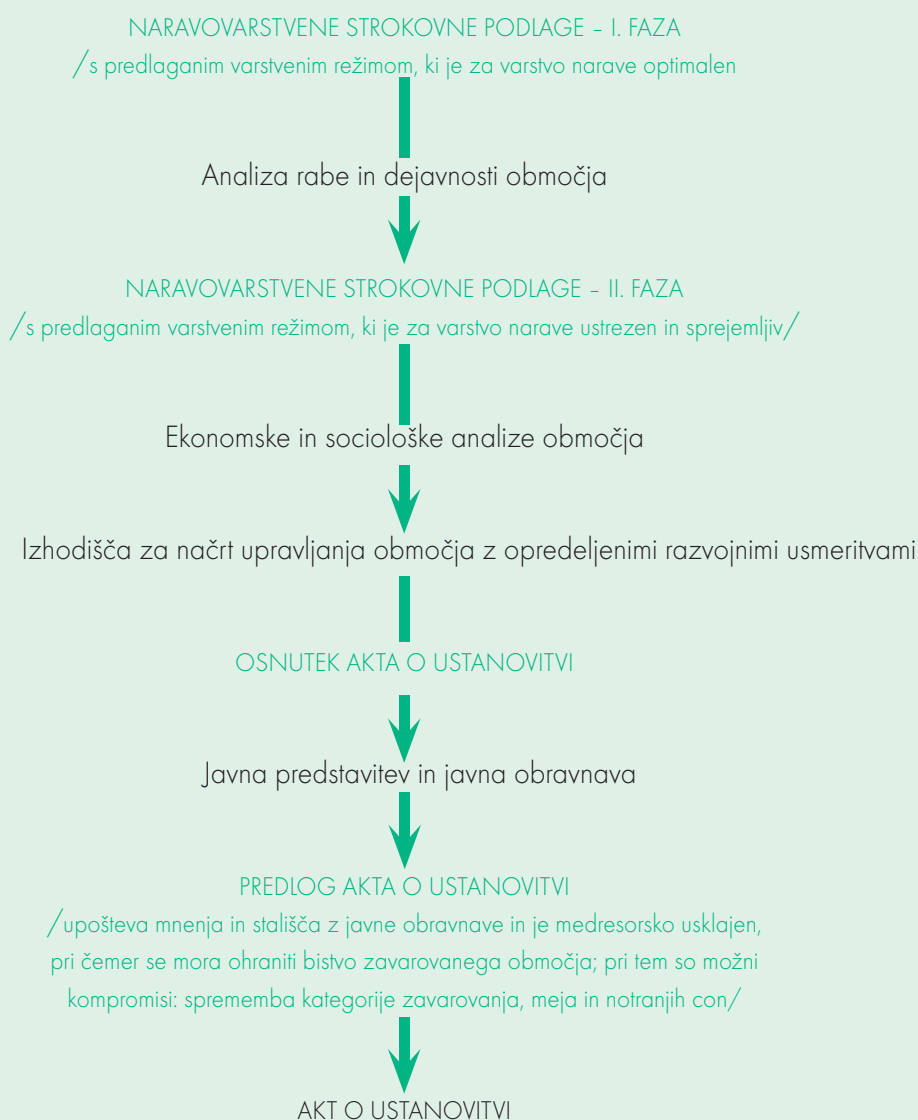 NARAVOVARSTVENE STROKOVNE PODLAGE – I. FAZA
/s predlaganim varstvenim režimom, ki je za varstvo narave optimalen
Analiza rabe in dejavnosti območja
NARAVOVARSTVENE STROKOVNE PODLAGE – II. FAZA
/s predlaganim varstvenim režimom, ki je za varstvo narave ustrezen in sprejemljiv/
Ekonomske in sociološke analize območja
Izhodišča za načrt upravljanja območja z opredeljenimi razvojnimi usmeritvami
OSNUTEK AKTA O USTANOVITVI
Javna predstavitev in javna obravnava
PREDLOG AKTA O USTANOVITVI
/upošteva mnenja in stališča z javne obravnave in je medresorsko usklajen,
pri čemer se mora ohraniti bistvo zavarovanega območja; pri tem so možni
kompromisi: sprememba kategorije zavarovanja, meja in notranjih con/
AKT O USTANOVITVI